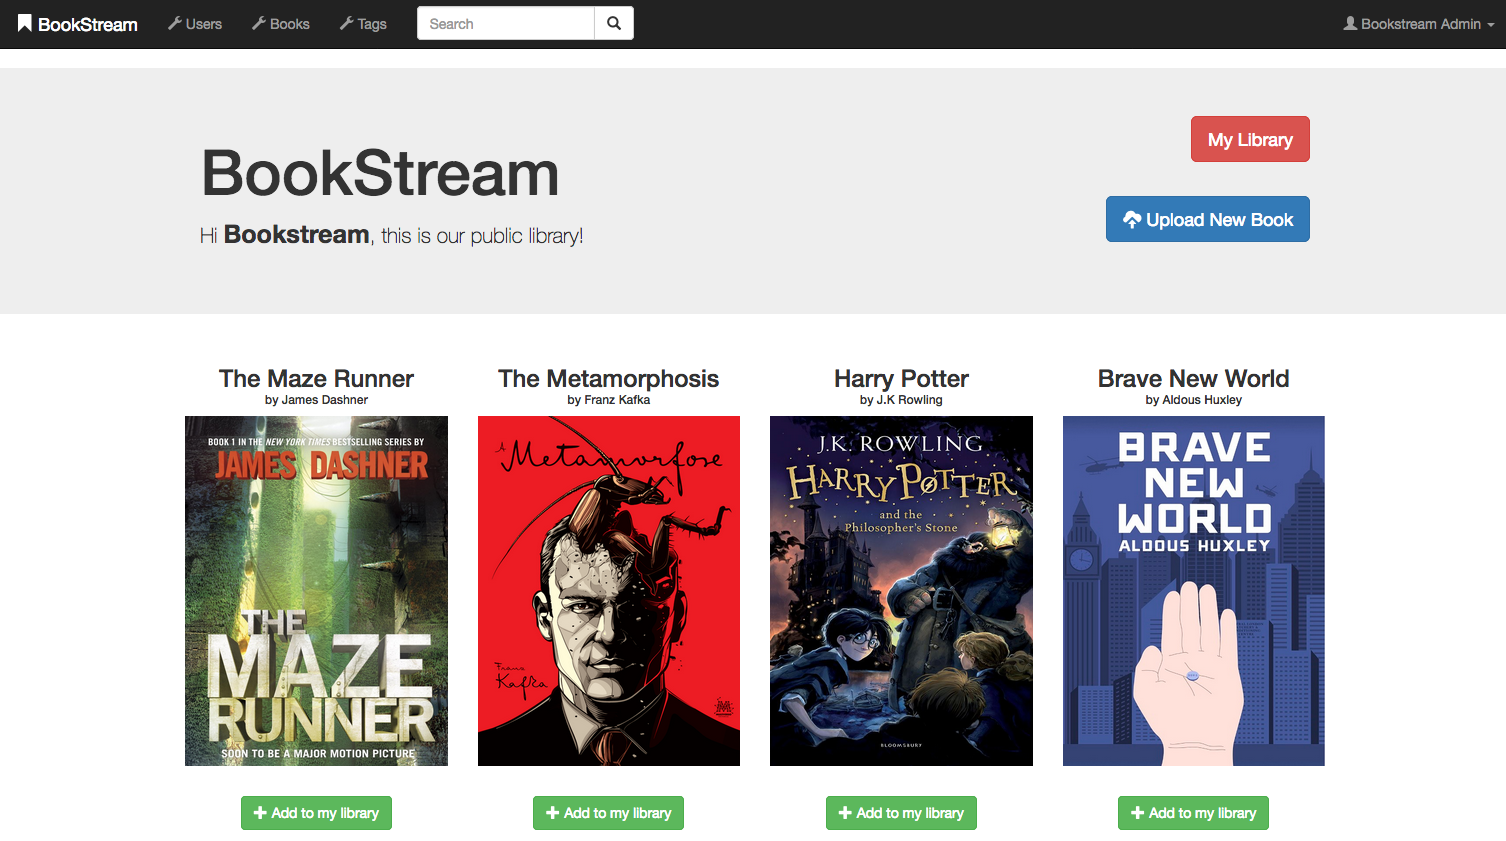 BookStream Users Books Tags Search Bookstream Admin
My Library
BookStream
Upload New Book
Hi Bookstream, this is our public library!
The Maze Runner
by James Dashner
BOOK 1 IN THE NEW YORK TIMES BESTSELLING SERIES BY
JAMES DASHNER
THE
MAZE
RUNNER
SOON TO BE A MAJOR MOTION PICTURE
Add to my library
The Metamorphosis
by Franz Kafka
Metamorfose
Franz
Kafka
Add to my library
Harry Potter
by J.K Rowling
J.K. ROWLING
HARRY POTTER
and the
Philosopher's Stone
BLOOMSBURY
Add to my library
Brave New World
by Aldous Huxley
BRAVE
NEW
WORLD
ALDOUS HUXLEY
Add to my library